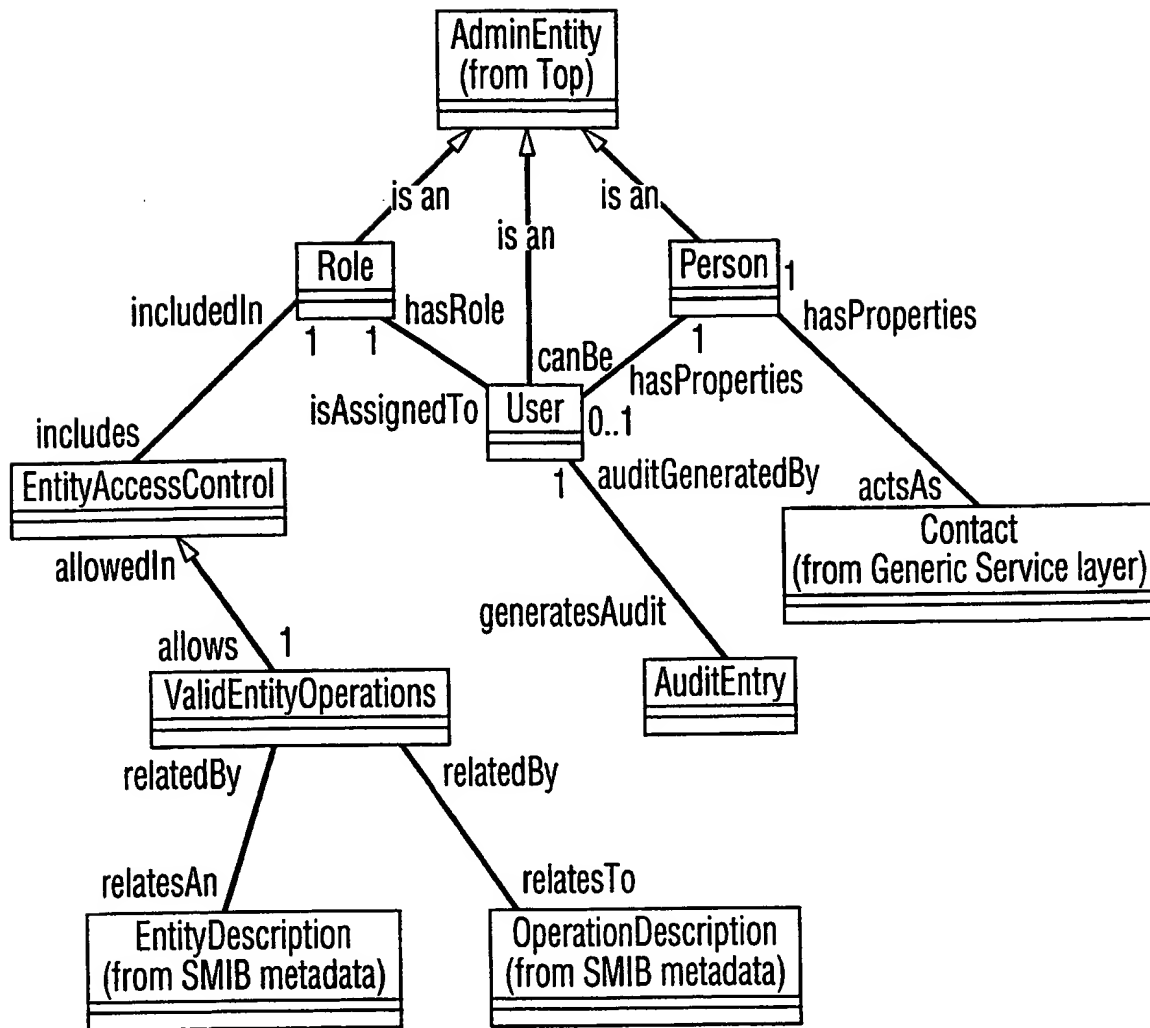 AdminEntity
(from Top)
is an
is an
is an
Role
Person
1
includedIn
1
1
hasRole
canBe
1
hasProperties
hasProperties
isAssignedTo
User
0..1
includes
1
auditGeneratedBy
EntityAccessControl
actsAs
Contact
(from Generic Service layer)
allowedIn
generatesAudit
allows
1
ValidEntityOperations
AuditEntry
relatedBy
relatedBy
relatesAn
relatesTo
EntityDescription
(from SMIB metadata)
OperationDescription
(from SMIB metadata)